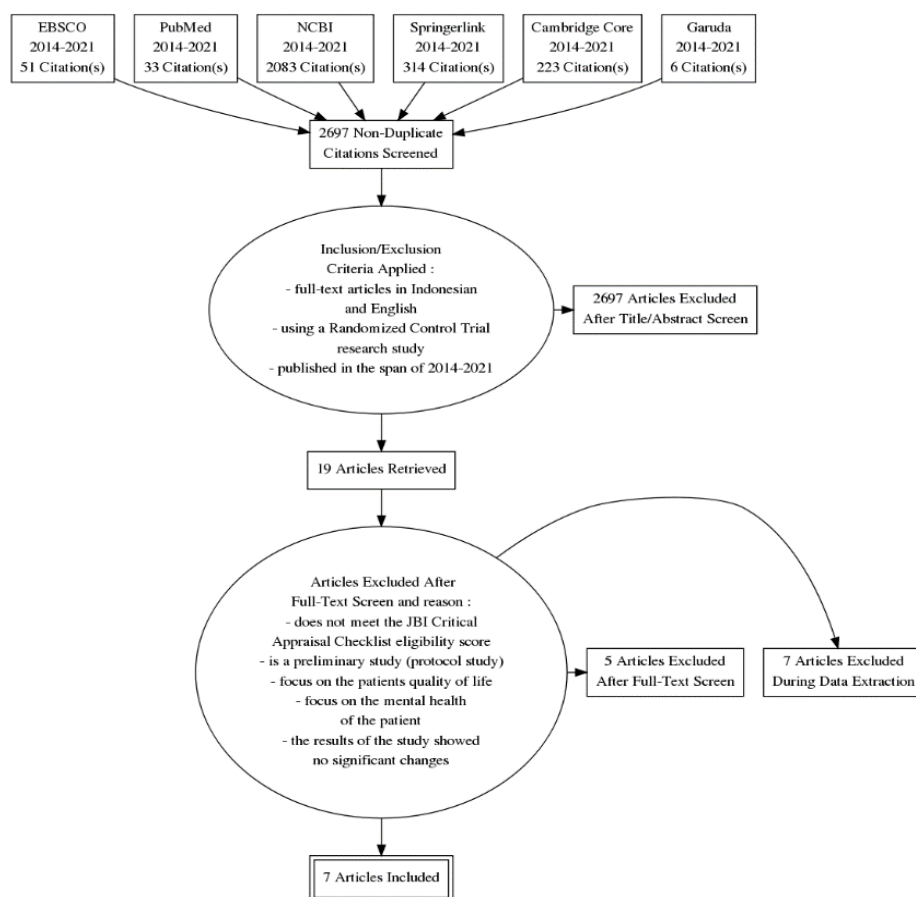 EBSCO
2014-2021
51 Citation(s)
PubMed
2014-2021
33 Citation(s)
NCBI
2014-2021
2083 Citation(s)
Springerlink
2014-2021
314 Citation(s)
Cambridge Core
2014-2021
223 Citation(s)
Garuda
2014-2021
6 Citation(s)
2697 Non-Duplicate
Citations Screened
Inclusion/Exclusion
Criteria Applied :
- full-text articles in Indonesian
and English
- using a Randomized Control Trial
research study
- published in the span of 2014-2021
2697 Articles Excluded
After Title/Abstract Screen
19 Articles Retrieved
Articles Excluded After
Full-Text Screen and reason :
- does not meet the JBI Critical
Appraisal Checklist eligibility score
- is a preliminary study (protocol study)
- focus on the patients quality of life
- focus on the mental health
of the patient
- the results of the study showed
no significant changes
5 Articles Excluded
After Full-Text Screen
7 Articles Excluded
During Data Extraction
7 Articles Included